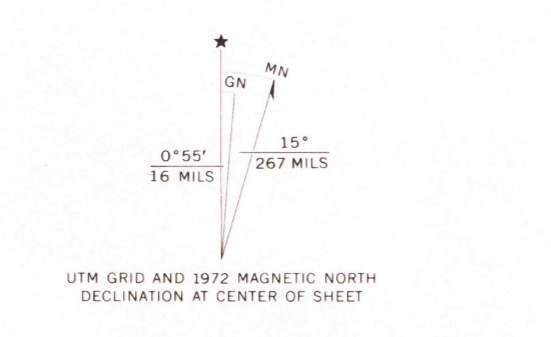 ★
MN
GN
0°55'
16 MILS
15°
267 MILS
UTM GRID AND 1972 MAGNETIC NORTH
DECLINATION AT CENTER OF SHEET